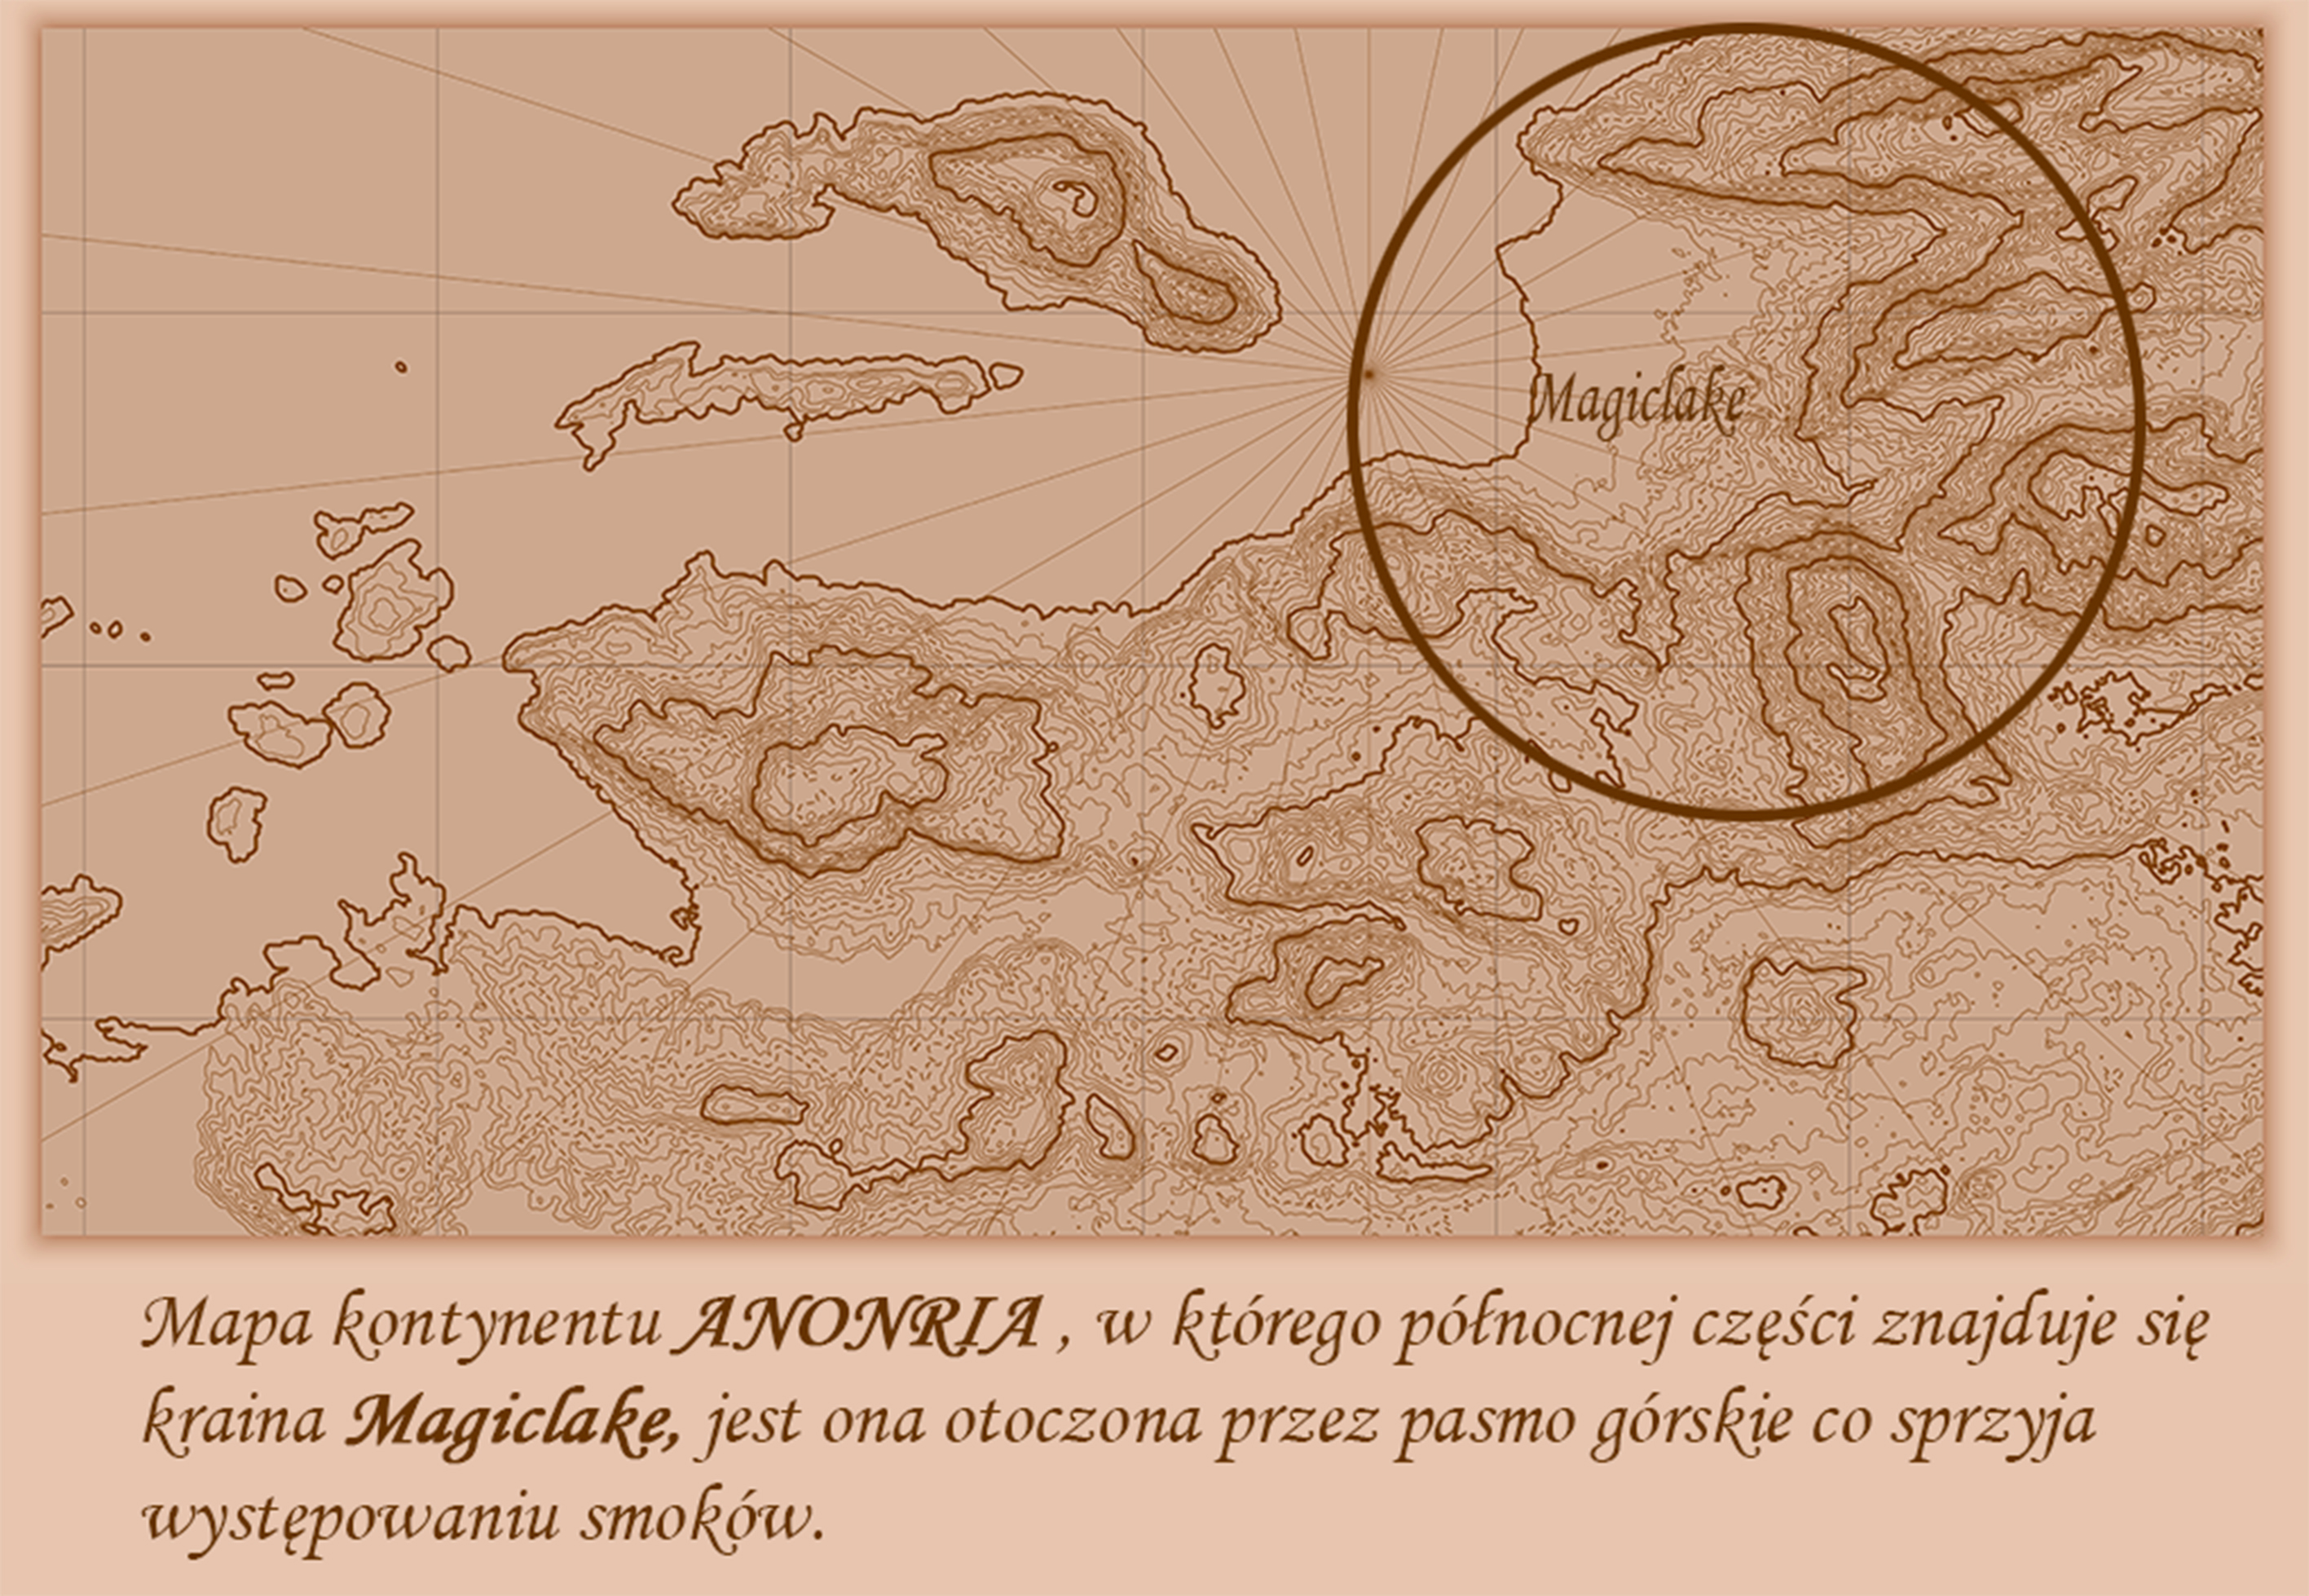 Magiclake
Mapa kontynentu ANONRIA , w którego północnej części znajduje się
kraina Magiclake, jest ona otoczona przez pasmo górskie co sprzyja
występowaniu smoków.